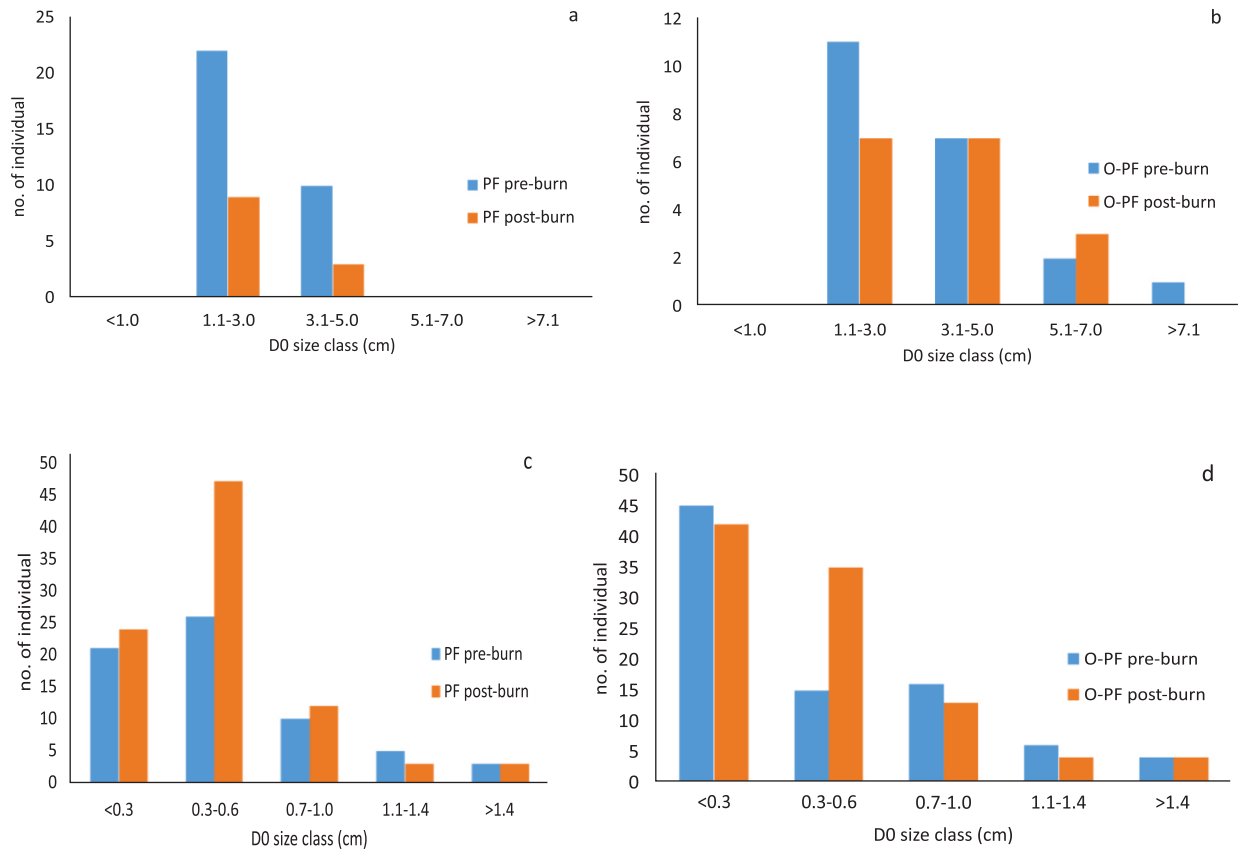 a
25
20
15
10
5
0
no. of individual
PF pre-burn
PF post-burn
<1.0 1.1-3.0 3.1-5.0 5.1-7.0 >7.1
D0 size class (cm)
b
12
10
8
6
4
2
0
no. of individual
O-PF pre-burn
O-PF post-burn
<1.0 1.1-3.0 3.1-5.0 5.1-7.0 >7.1
D0 size class (cm)
c
50
45
40
35
30
25
20
15
10
5
0
no. of individual
PF pre-burn
PF post-burn
<0.3 0.3-0.6 0.7-1.0 1.1-1.4 >1.4
D0 size class (cm)
d
50
45
40
35
30
25
20
15
10
5
0
no. of individual
O-PF pre-burn
O-PF post-burn
<0.3 0.3-0.6 0.7-1.0 1.1-1.4 >1.4
D0 size class (cm)